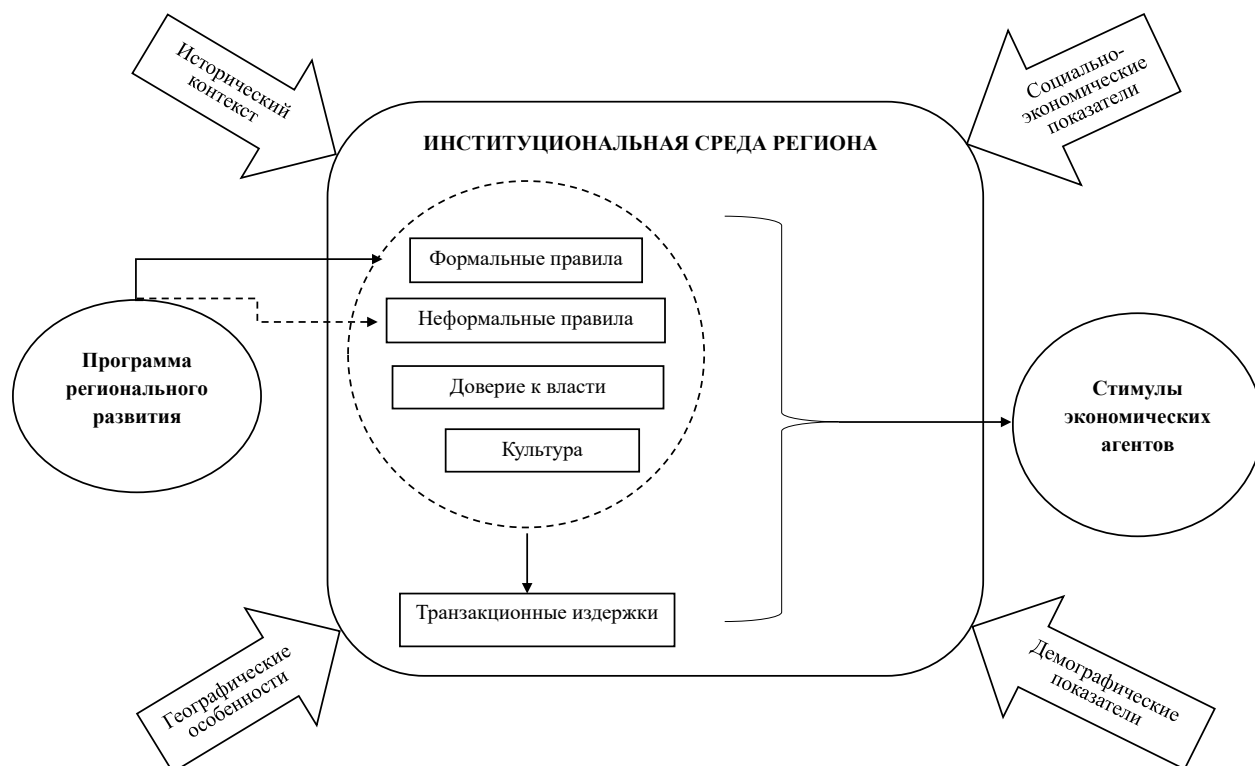 Исторический
контекст
Социально-
экономические
показатели
ИНСТИТУЦИОНАЛЬНАЯ СРЕДА РЕГИОНА
Формальные правила
Неформальные правила
Доверие к власти
Культура
Транзакционные издержки
Программа
регионального
развития
Стимулы
экономических
агентов
Географические
особенности
Демографические
показатели